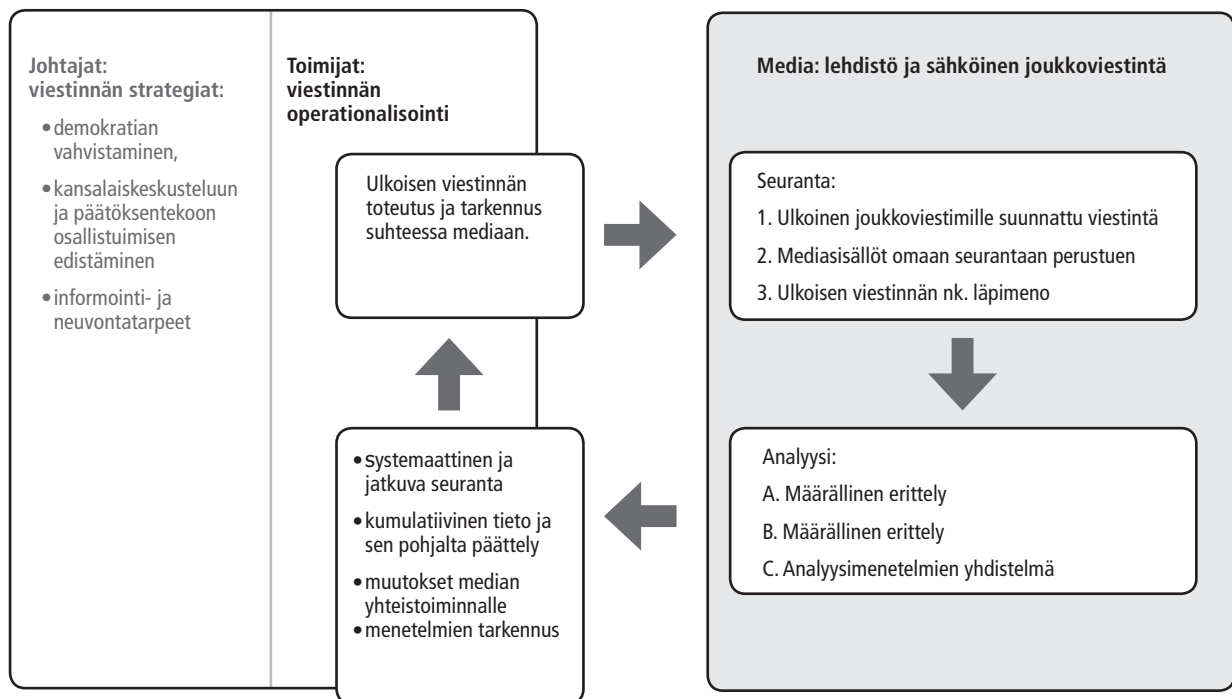 Johtajat:
viestinnän strategiat:
• demokratian
vahvistaminen,
• kansalaiskeskusteluun
ja päätöksentekoon
osallistuimisen
edistäminen
• informointi- ja
neuvontatarpeet
Toimijat:
viestinnän
operationalisointi
Ulkoisen viestinnän
toteutus ja tarkennus
suhteessa mediaan.
• systemaattinen ja
jatkuva seuranta
• kumulatiivinen tieto ja
sen pohjalta päättely
• muutokset median
yhteistoiminnalle
• menetelmien tarkennus
Media: lehdistö ja sähköinen joukkoviestintä
Seuranta:
1. Ulkoinen joukkoviestimille suunnattu viestintä
2. Mediasisällöt omaan seurantaan perustuen
3. Ulkoisen viestinnän nk. läpimeno
Analyysi:
A. Määrällinen erittely
B. Määrällinen erittely
C. Analyysimenetelmien yhdistelmä